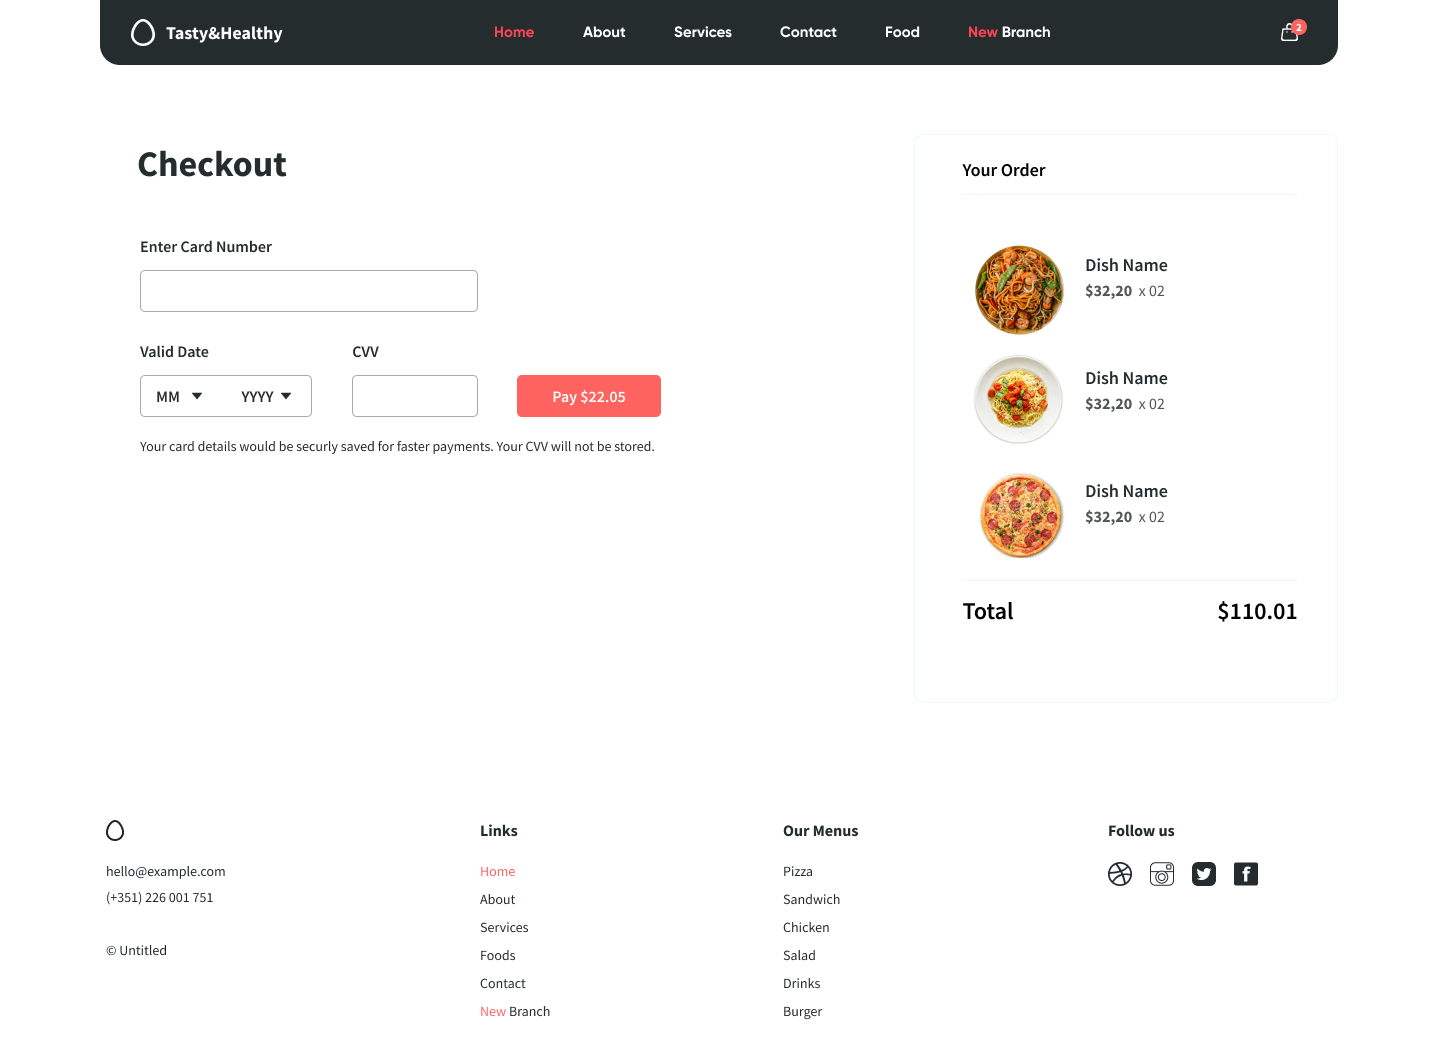 Tasty&Healthy
Home About Services Contact Food New Branch
2
Checkout
Enter Card Number
Valid Date CVV
MM YYYY
Pay $22.05
Your card details would be securly saved for faster payments. Your CVV will not be stored.
Your Order
Dish Name
$32,20 x 02
Dish Name
$32,20 x 02
Dish Name
$32,20 x 02
Total $110.01
hello@example.com
(+351) 226 001 751
© Untitled
Links
Home
About
Services
Foods
Contact
New Branch
Our Menus
Pizza
Sandwich
Chicken
Salad
Drinks
Burger
Follow us